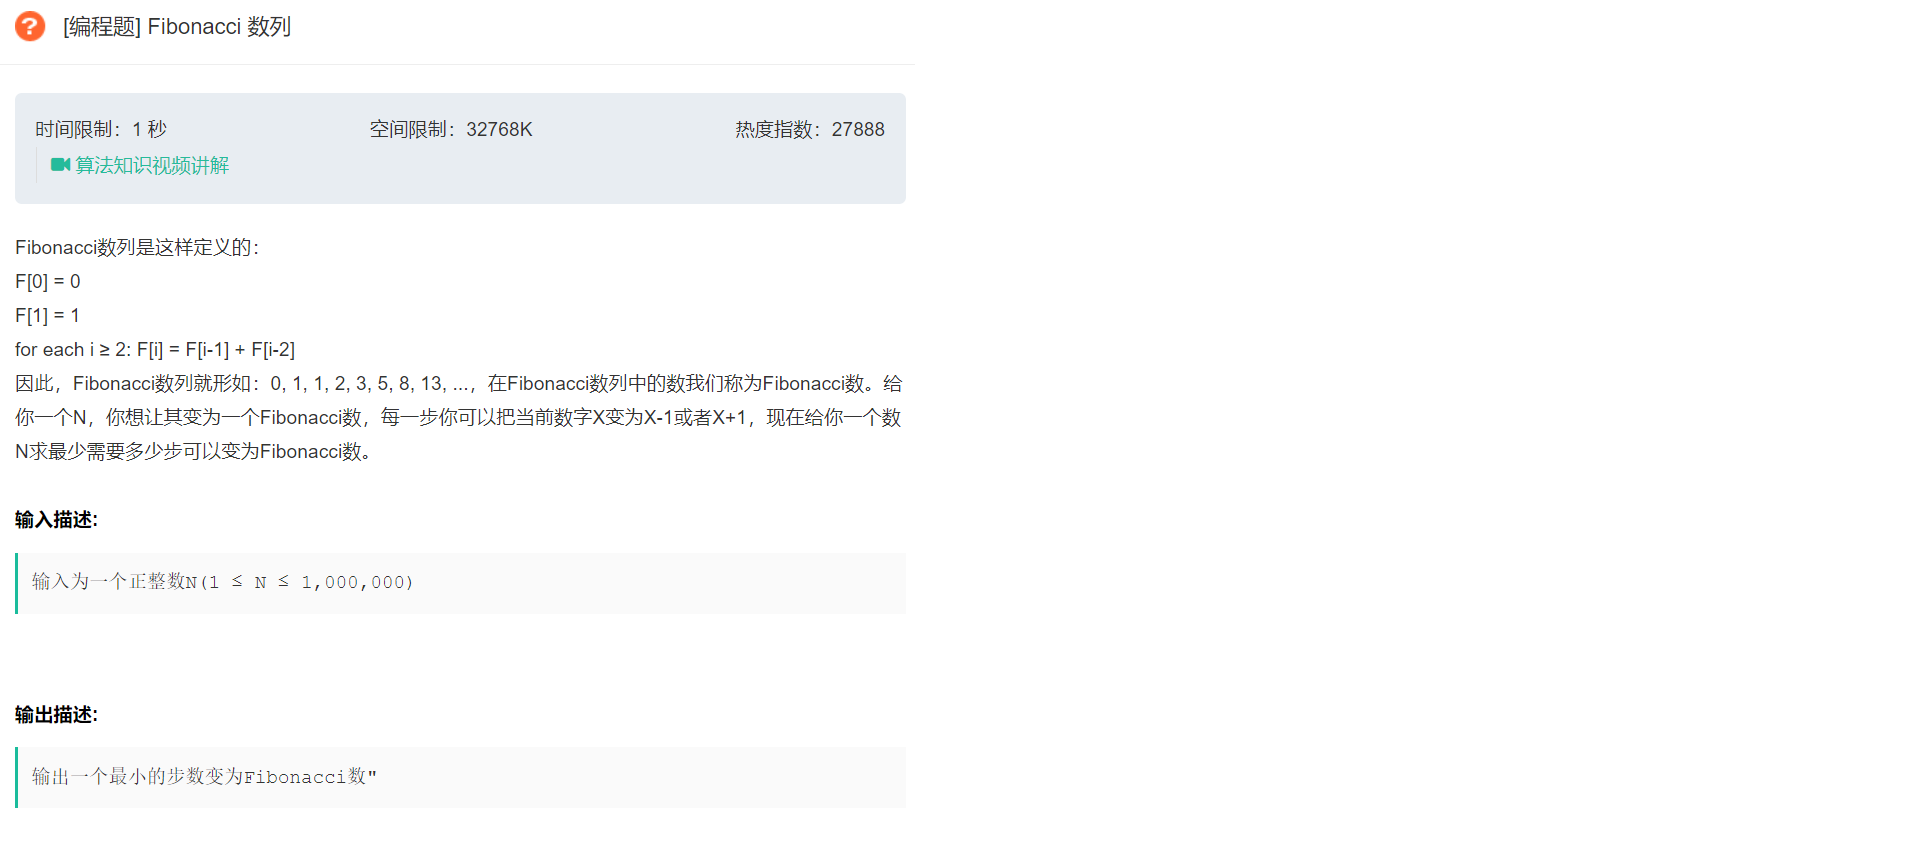 [编程题] Fibonacci 数列
时间限制：1 秒 空间限制：32768K 热度指数：27888
算法知识视频讲解
Fibonacci数列是这样定义的：
F[0] = 0
F[1] = 1
for each i ≥ 2: F[i] = F[i-1] + F[i-2]
因此，Fibonacci数列就形如：0, 1, 1, 2, 3, 5, 8, 13, ...，在Fibonacci数列中的数我们称为Fibonacci数。给
你一个N，你想让其变为一个Fibonacci数，每一步你可以把当前数字X变为X-1或者X+1，现在给你一个数
N求最少需要多少步可以变为Fibonacci数。
输入描述:
输入为一个正整数N(1 ≤ N ≤ 1,000,000)
输出描述:
输出一个最小的步数变为Fibonacci数"